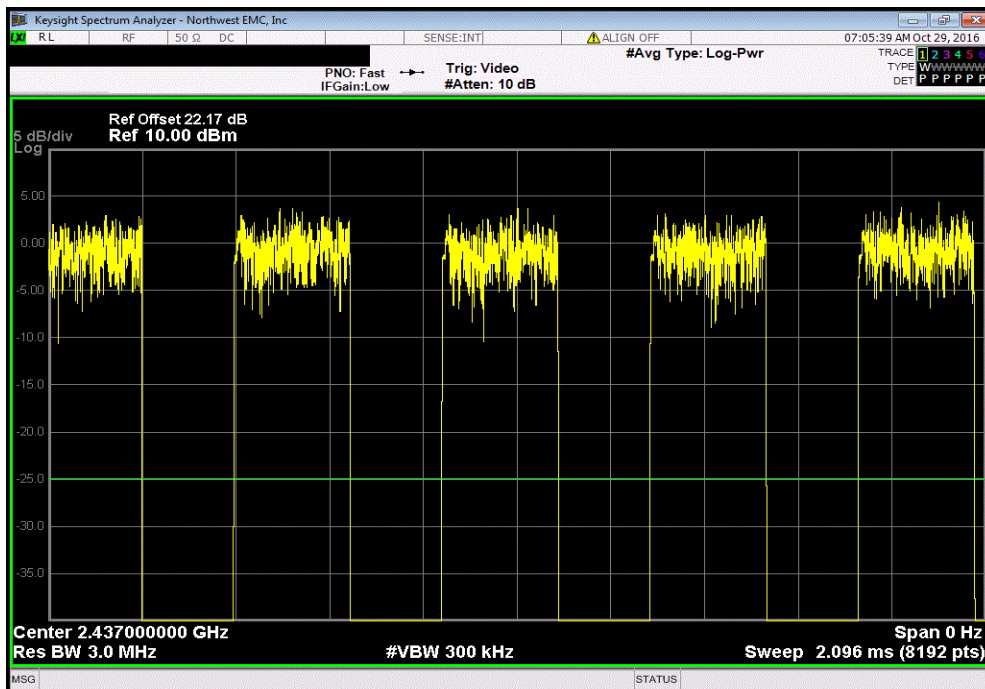 Keysight Spectrum Analyzer - Northwest EMC, Inc
LXI RL RF 50 Ω DC SENSE:INT ALIGN OFF 07:05:39 AM Oct 29, 2016
#Avg Type: Log-Pwr
TRACE 1 2 3 4 5 6
PNO: Fast Trig: Video TYPE WWWWWW
IFGain:Low #Atten: 10 dB DET P P P P P P
Ref Offset 22.17 dB
5 dB/div Ref 10.00 dBm
Log
5.00
0.00
-5.00
-10.0
-15.0
-20.0
-25.0
-30.0
-35.0
Center 2.437000000 GHz Span 0 Hz
Res BW 3.0 MHz #VBW 300 kHz Sweep 2.096 ms (8192 pts)
MSG STATUS